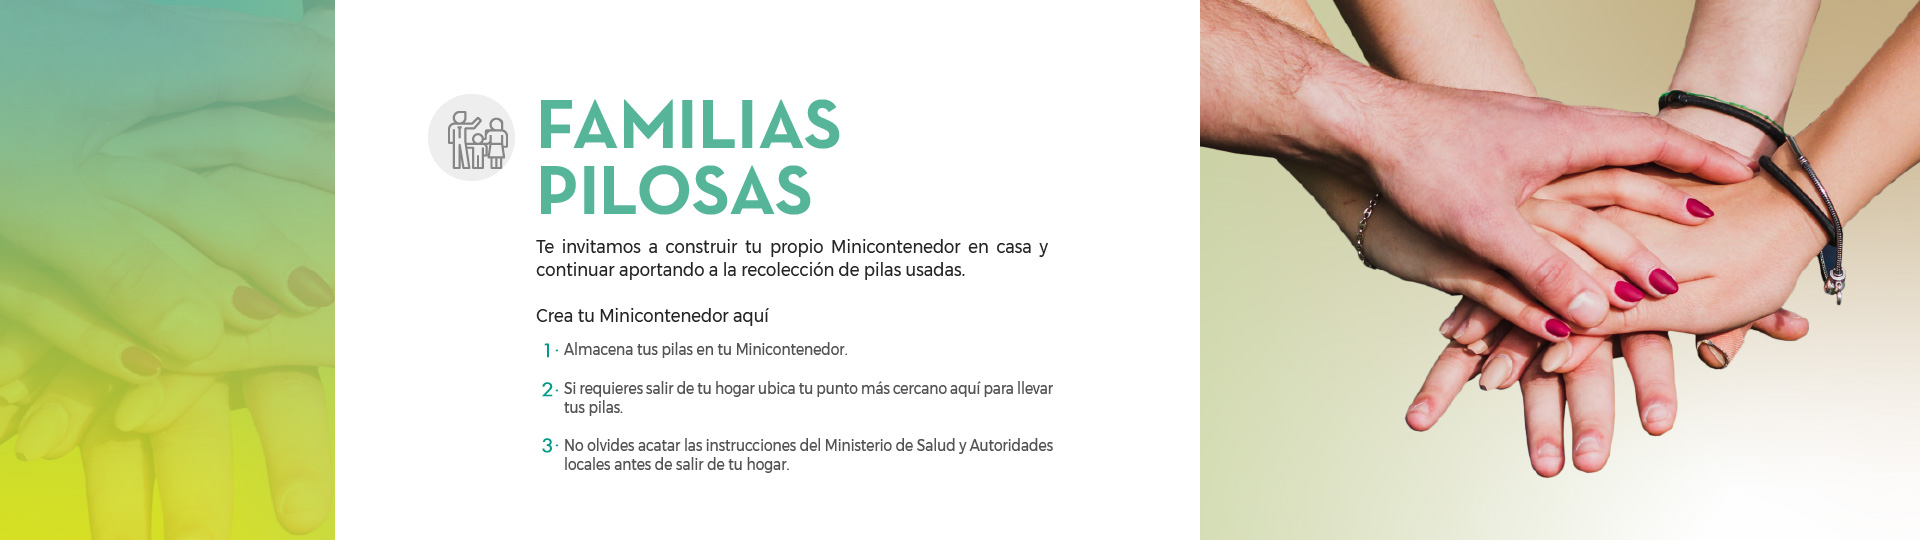 FAMILIAS
PILOSAS
Te invitamos a construir tu propio Minicontenedor en casa y
continuar aportando a la recolección de pilas usadas.
Crea tu Minicontenedor aquí
1· Almacena tus pilas en tu Minicontenedor.
2· Si requieres salir de tu hogar ubica tu punto más cercano aquí para llevar
tus pilas.
3· No olvides acatar las instrucciones del Ministerio de Salud y Autoridades
locales antes de salir de tu hogar.